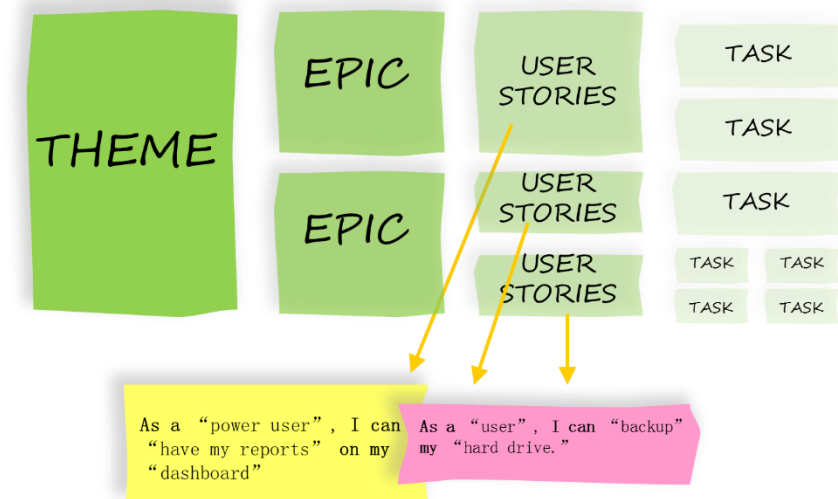 THEME
EPIC
EPIC
USER
STORIES
USER
STORIES
USER
STORIES
TASK
TASK
TASK
TASK TASK
TASK TASK
As a “power user”, I can
“have my reports” on my
“dashboard”
As a “user”, I can “backup”
my “hard drive.”